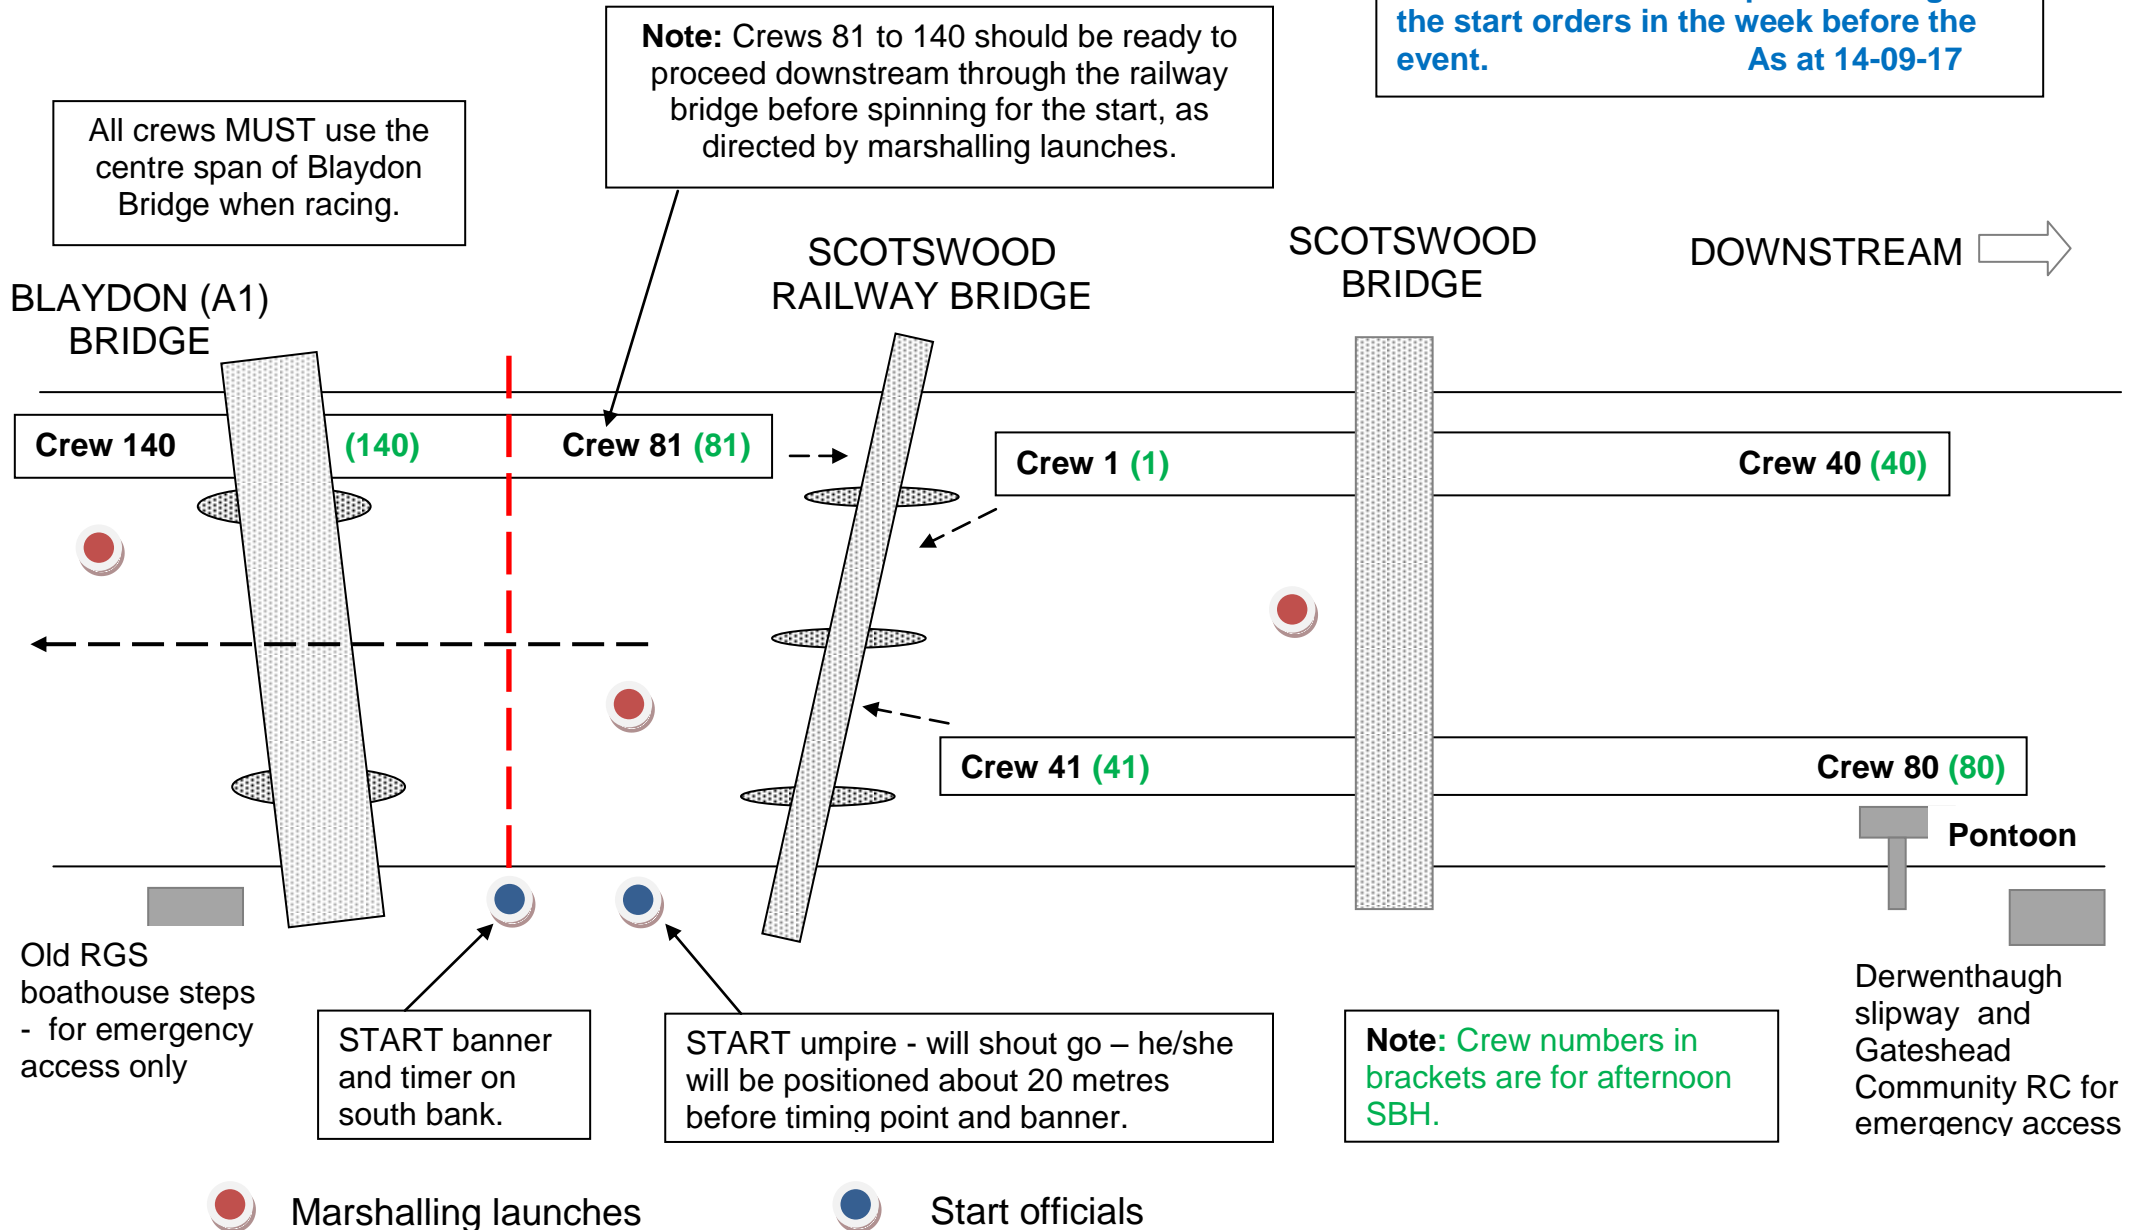 the start orders in the week before the
event. As at 14-09-17
Note: Crews 81 to 140 should be ready to
proceed downstream through the railway
bridge before spinning for the start, as
directed by marshalling launches.
All crews MUST use the
centre span of Blaydon
Bridge when racing.
SCOTSWOOD
RAILWAY BRIDGE
SCOTSWOOD
BRIDGE
DOWNSTREAM
BLAYDON (A1)
BRIDGE
Crew 140 (140) Crew 81 (81)
Crew 1 (1) Crew 40 (40)
Crew 41 (41) Crew 80 (80)
Pontoon
Old RGS
boathouse steps
- for emergency
access only
START banner
and timer on
south bank.
START umpire - will shout go – he/she
will be positioned about 20 metres
before timing point and banner.
Note: Crew numbers in
brackets are for afternoon
SBH.
Derwenthaugh
slipway and
Gateshead
Community RC for
emergency access
Marshalling launches
Start officials